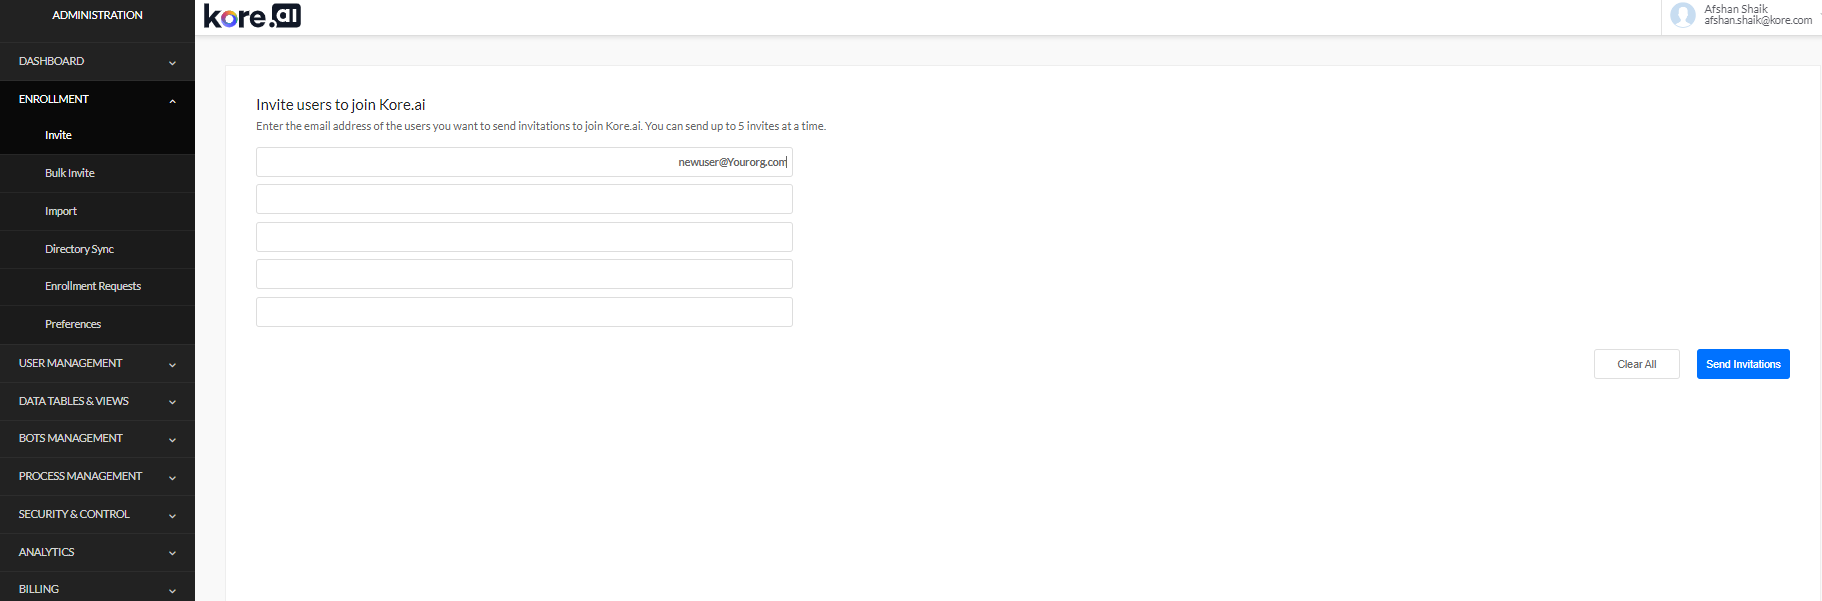 ADMINISTRATION
kore.ai
Afshan Shaik
afshan.shaik@kore.com
DASHBOARD
ENROLLMENT
Invite
Bulk Invite
Import
Directory Sync
Enrollment Requests
Preferences
USER MANAGEMENT
DATA TABLES & VIEWS
BOTS MANAGEMENT
PROCESS MANAGEMENT
SECURITY & CONTROL
ANALYTICS
BILLING
Invite users to join Kore.ai
Enter the email address of the users you want to send invitations to join Kore.ai. You can send up to 5 invites at a time.
newuser@Yourorg.com
Clear All
Send Invitations